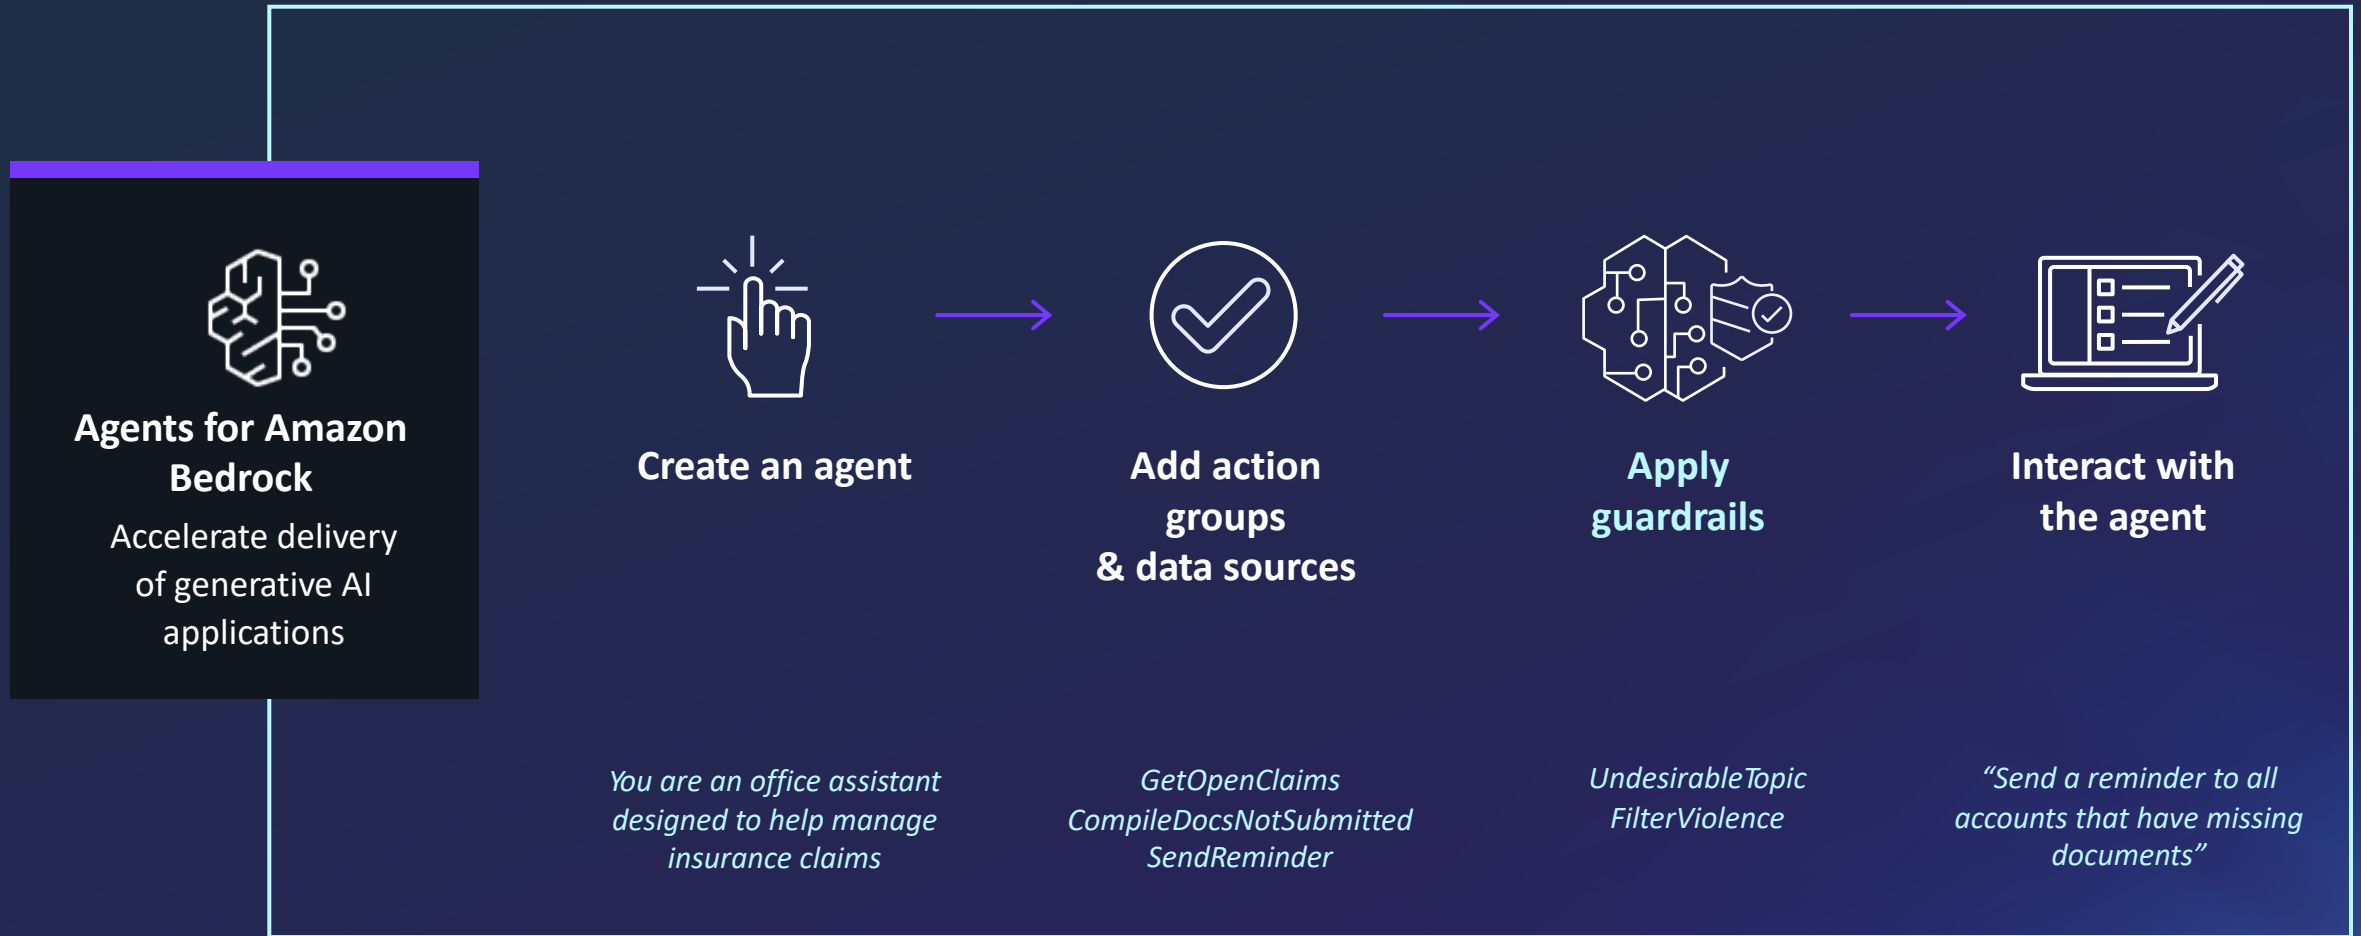 Agents for Amazon
Bedrock
Accelerate delivery
of generative AI
applications
Create an agent
You are an office assistant
designed to help manage
insurance claims
Add action
groups
& data sources
GetOpenClaims
CompileDocsNotSubmitted
SendReminder
Apply
guardrails
UndesirableTopic
FilterViolence
Interact with
the agent
“Send a reminder to all
accounts that have missing
documents”